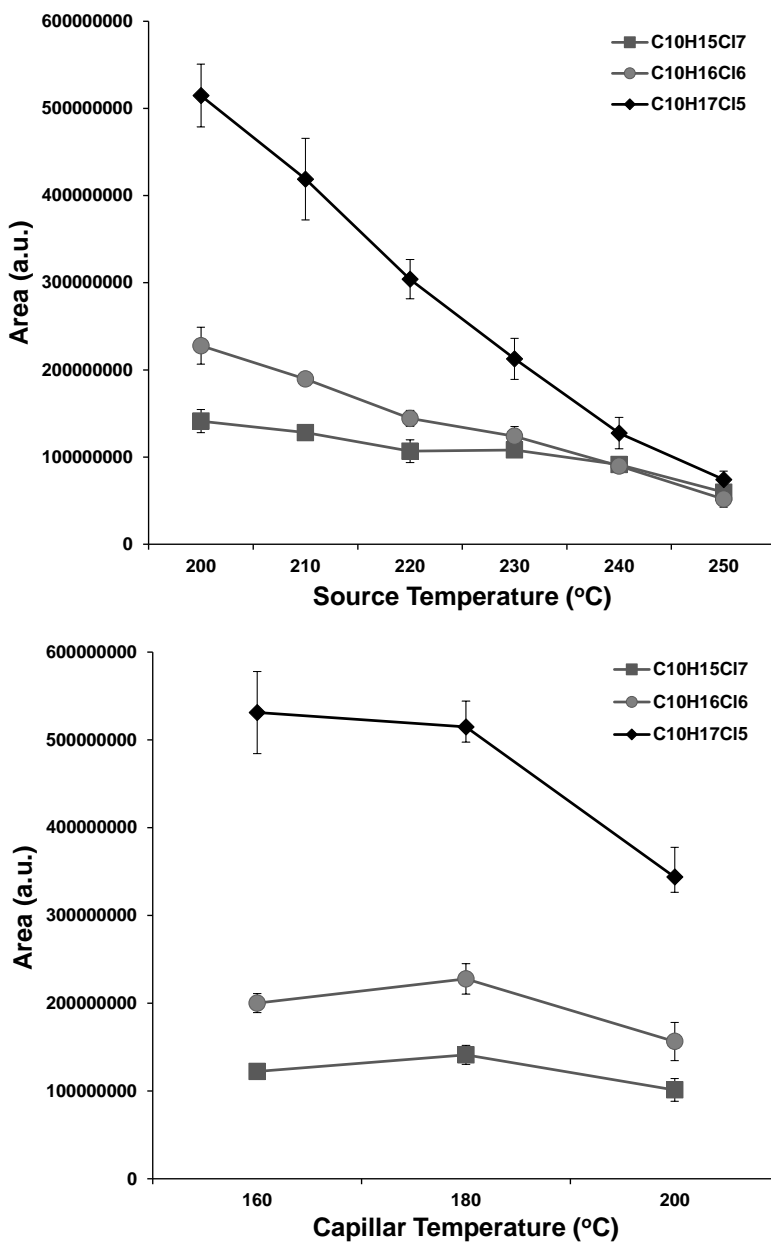 600000000
500000000
400000000
300000000
200000000
100000000
0
Area (a.u.)
C10H15Cl7
C10H16Cl6
C10H17Cl5
200 210 220 230 240 250
Source Temperature (oC)
600000000
500000000
400000000
300000000
200000000
100000000
0
Area (a.u.)
C10H15Cl7
C10H16Cl6
C10H17Cl5
160 180 200
Capillar Temperature (oC)